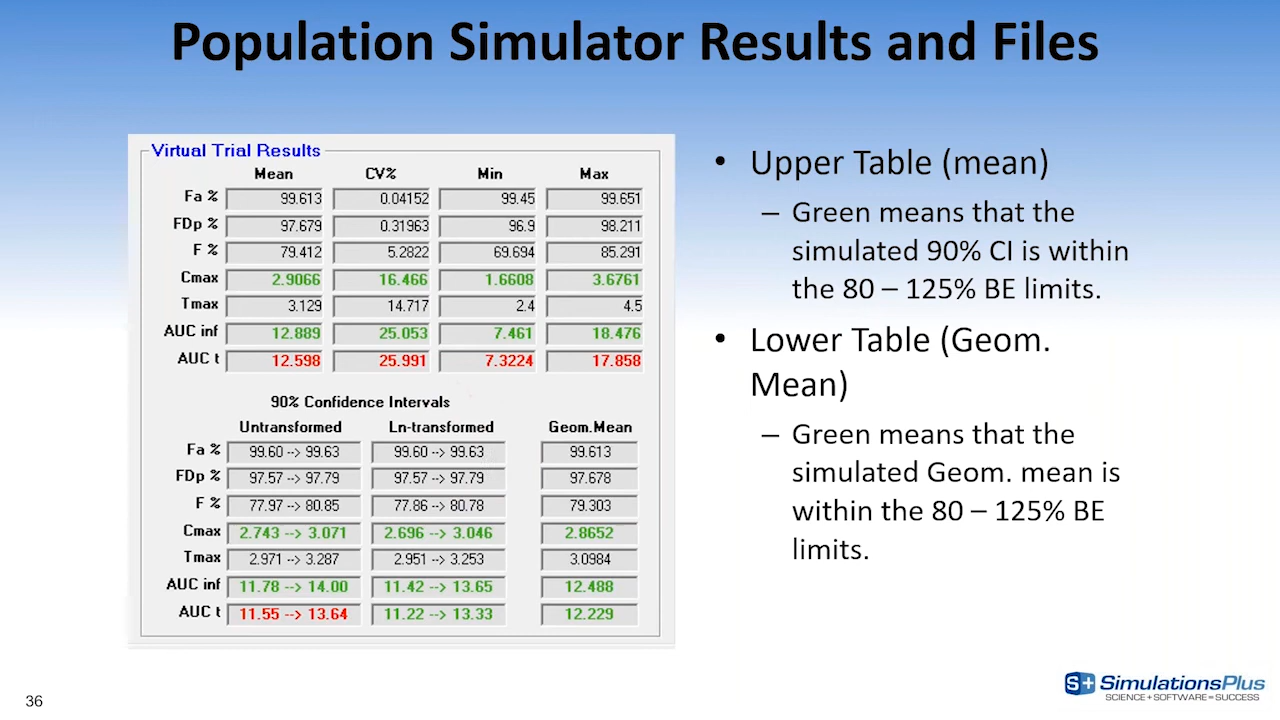 Population Simulator Results and Files
Virtual Trial Results
Mean CV% Min Max
Fa % 99.613 0.04152 99.45 99.651
FDp % 97.679 0.31963 96.9 98.211
F % 79.412 5.2822 69.694 85.291
Cmax 2.9066 16.466 1.6608 3.6761
Tmax 3.129 14.717 2.4 4.5
AUC inf 12.889 25.053 7.461 18.476
AUC t 12.598 25.991 7.3224 17.858
90% Confidence Intervals
Untransformed Ln-transformed Geom.Mean
Fa % 99.60 --> 99.63 99.60 --> 99.63 99.613
FDp % 97.57 --> 97.79 97.57 --> 97.79 97.678
F % 77.97 --> 80.85 77.86 --> 80.78 79.303
Cmax 2.743 --> 3.071 2.696 --> 3.046 2.8652
Tmax 2.971 --> 3.287 2.951 --> 3.253 3.0984
AUC inf 11.78 --> 14.00 11.42 --> 13.65 12.488
AUC t 11.55 --> 13.64 11.22 --> 13.33 12.229
• Upper Table (mean)
– Green means that the
simulated 90% CI is within
the 80 – 125% BE limits.
• Lower Table (Geom.
Mean)
– Green means that the
simulated Geom. mean is
within the 80 – 125% BE
limits.
36
S+ SimulationsPlus
SCIENCE + SOFTWARE = SUCCESS